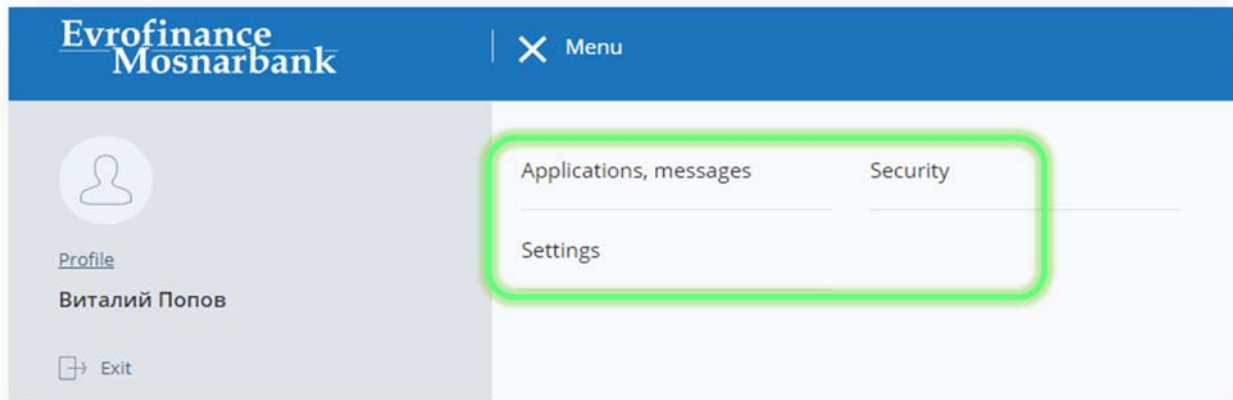 Evrofinance
Mosnarbank
Menu
Applications, messages
Security
Settings
Profile
Виталий Попов
Exit